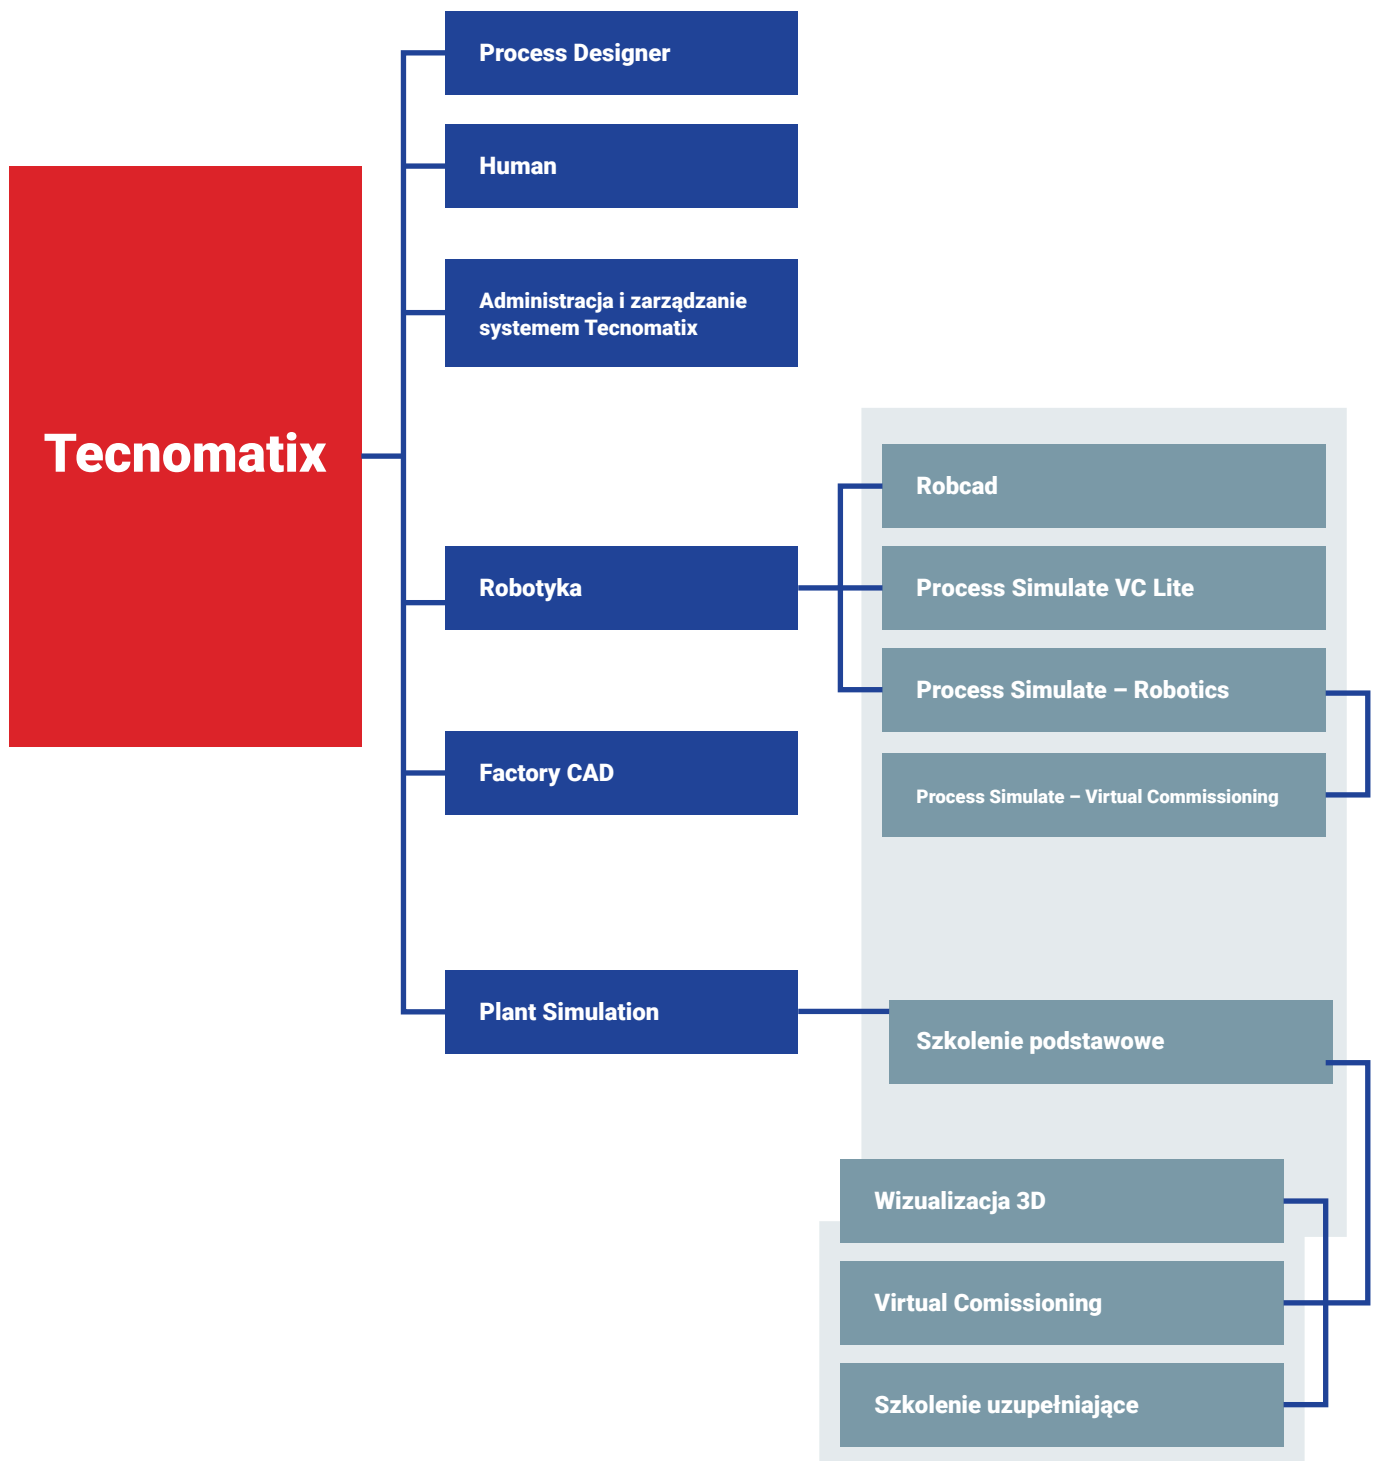 Tecnomatix
Process Designer
Human
Administracja i zarządzanie
systemem Tecnomatix
Robotyka
Factory CAD
Plant Simulation
Robcad
Process Simulate VC Lite
Process Simulate – Robotics
Process Simulate – Virtual Commissioning
Szkolenie podstawowe
Wizualizacja 3D
Virtual Comissioning
Szkolenie uzupełniające